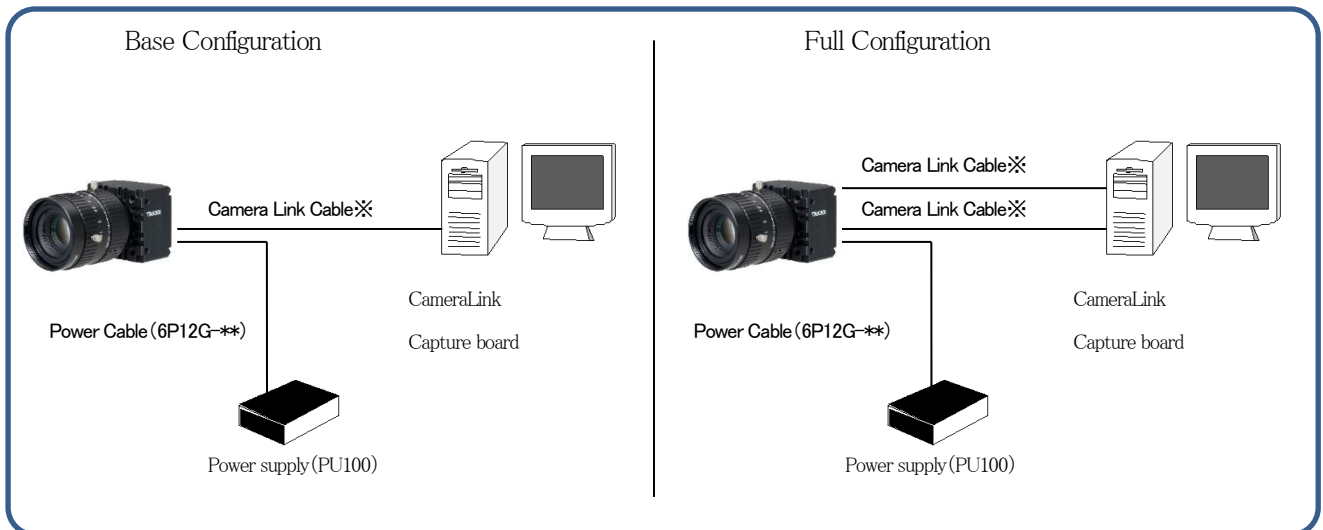 Base Configuration
Camera Link Cable※
CameraLink
Capture board
Power Cable(6P12G-**)
Power supply(PU100)
Full Configuration
Camera Link Cable※
Camera Link Cable※
CameraLink
Capture board
Power Cable(6P12G-**)
Power supply(PU100)